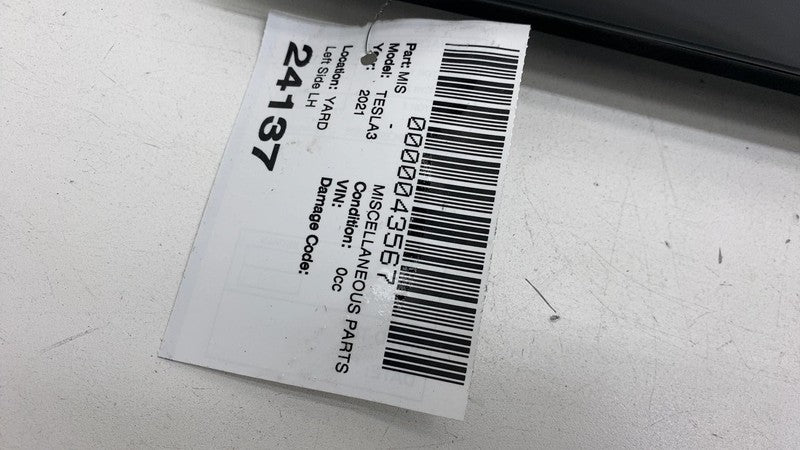 0000043567
Part: MIS - MISCELLANEOUS PARTS
Model: TESLA3 Condition: 0cc
Year: 2021 VIN:
Damage Code:
Location: YARD
Left Side LH
24137